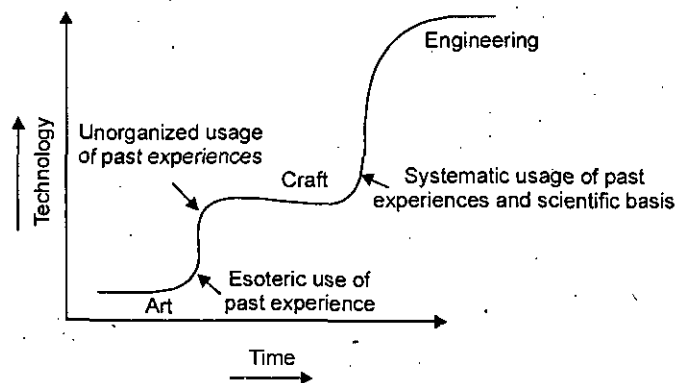 Engineering
Unorganized usage
of past experiences
Technology
Craft
Systematic usage of past
experiences and scientific basis
Esoteric use of
past experience
Art
Time